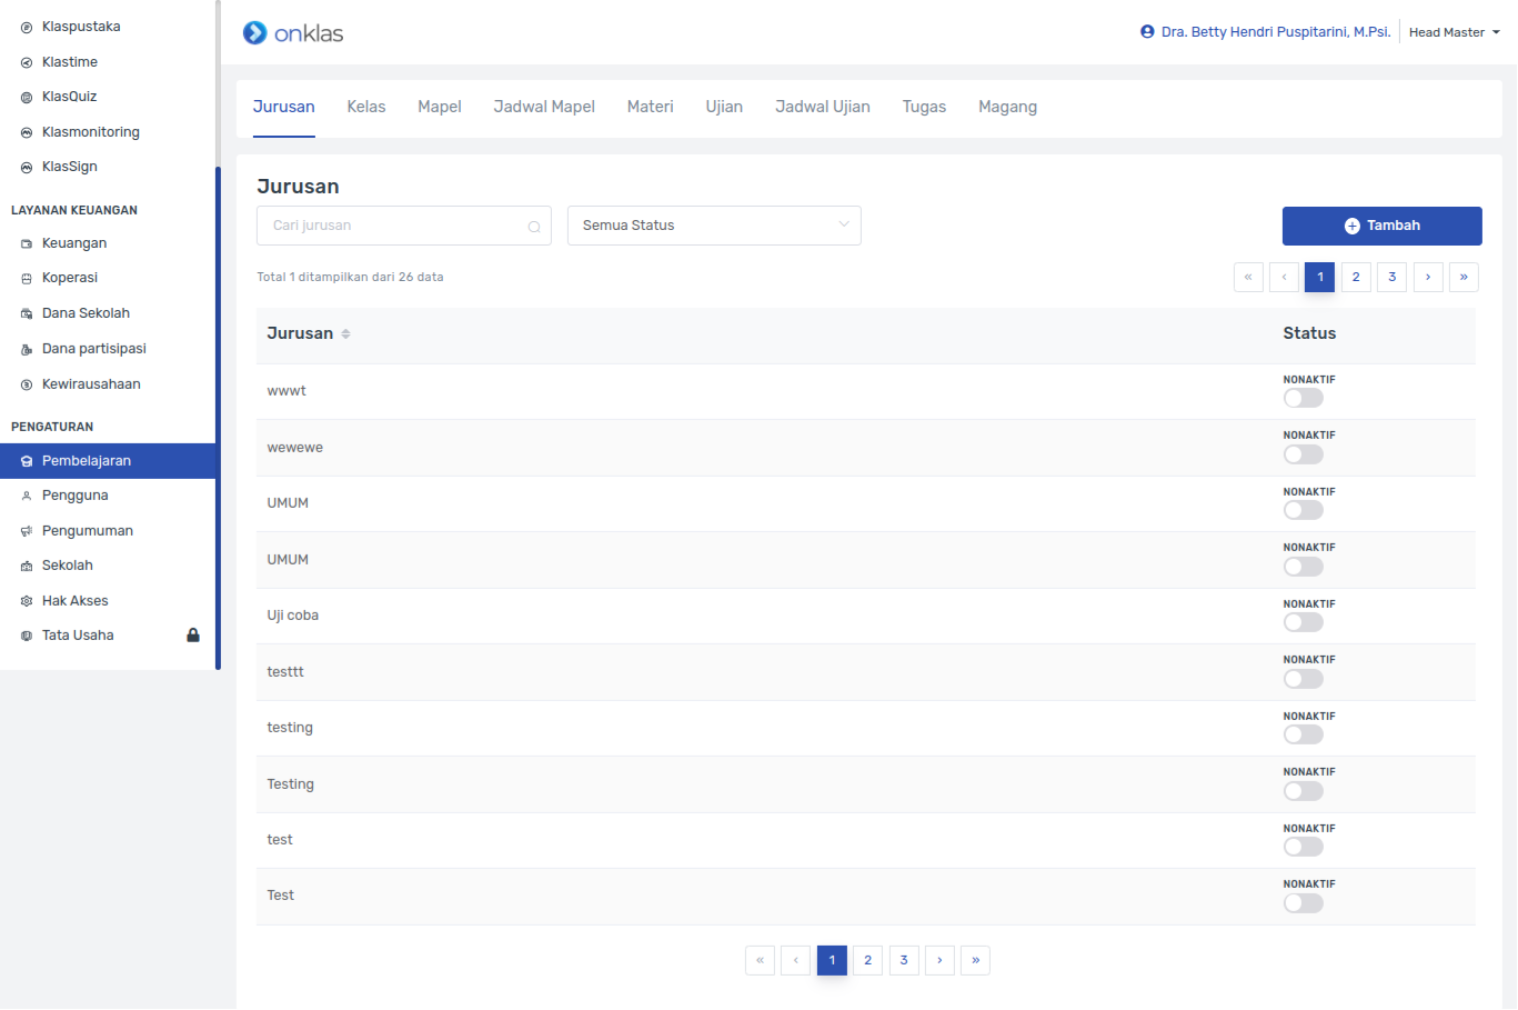 Klaspustaka
Klastime
KlasQuiz
Klasmonitoring
KlasSign
LAYANAN KEUANGAN
Keuangan
Koperasi
Dana Sekolah
Dana partisipasi
Kewirausahaan
PENGATURAN
Pembelajaran
Pengguna
Pengumuman
Sekolah
Hak Akses
Tata Usaha
onklas
Dra. Betty Hendri Puspitarini, M.Psi. Head Master
Jurusan Kelas Mapel Jadwal Mapel Materi Ujian Jadwal Ujian Tugas Magang
Jurusan
Cari jurusan Semua Status Tambah
Total 1 ditampilkan dari 26 data « ‹ 1 2 3 › »
Jurusan Status
wwwt NONAKTIF
wewewe NONAKTIF
UMUM NONAKTIF
UMUM NONAKTIF
Uji coba NONAKTIF
testtt NONAKTIF
testing NONAKTIF
Testing NONAKTIF
test NONAKTIF
Test NONAKTIF
« ‹ 1 2 3 › »